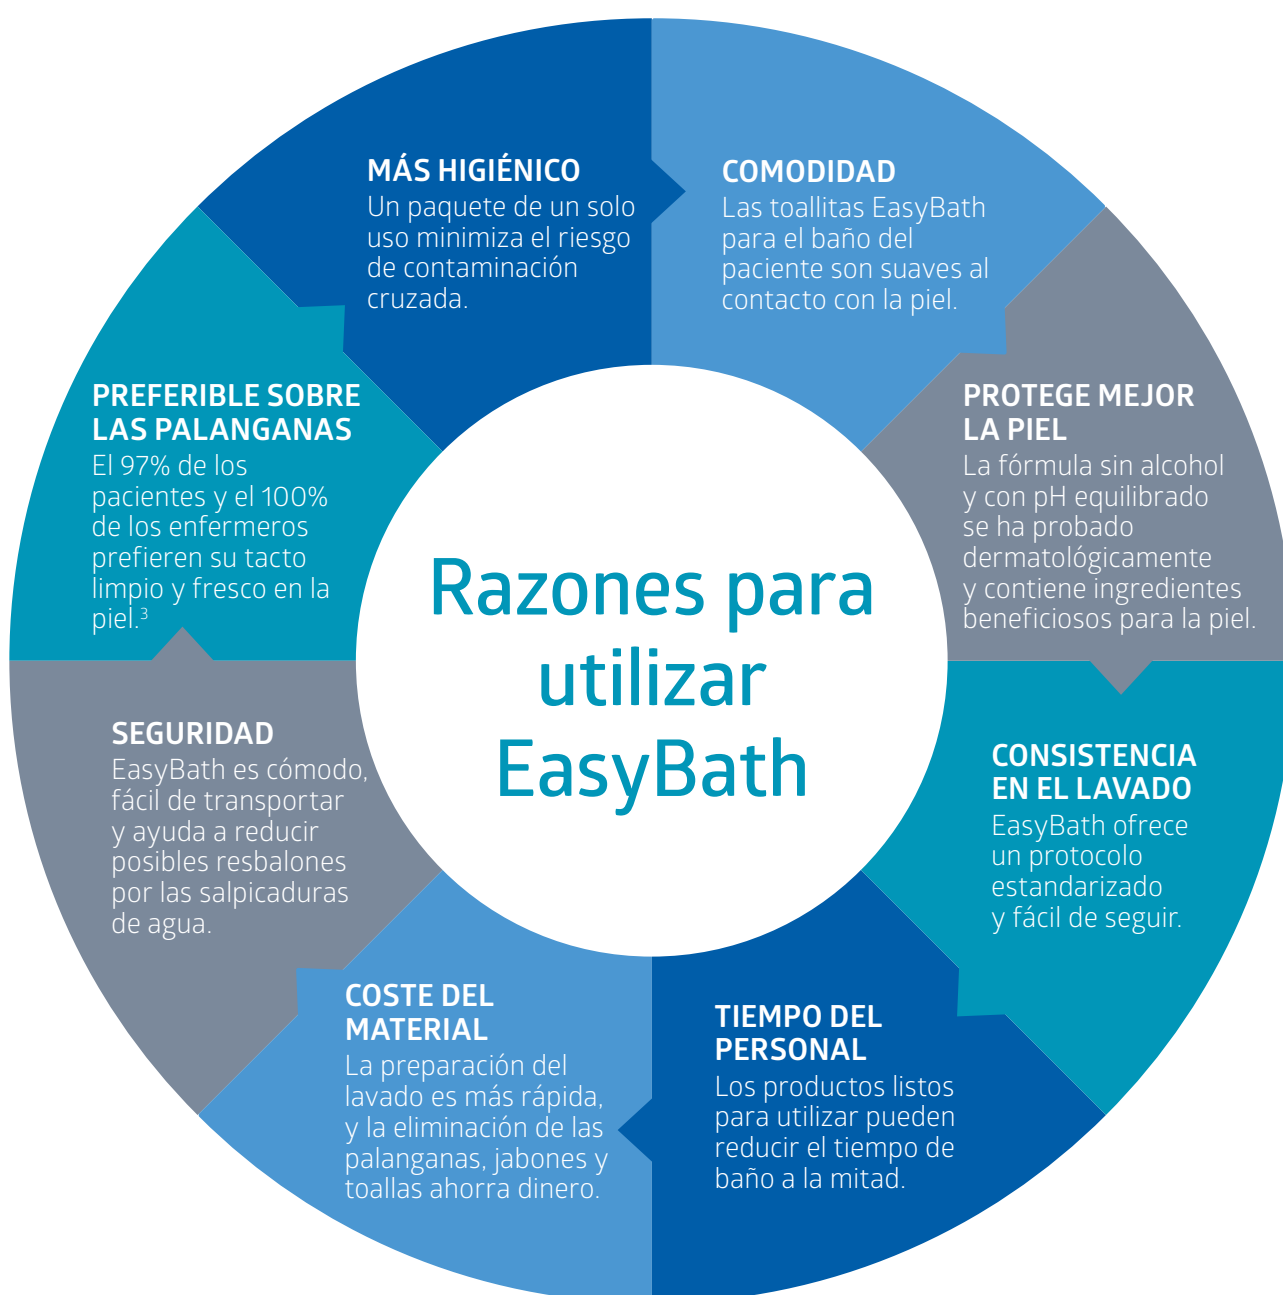 MÁS HIGIÉNICO
Un paquete de un solo
uso minimiza el riesgo
de contaminación
cruzada.
COMODIDAD
Las toallitas EasyBath
para el baño del
paciente son suaves al
contacto con la piel.
PROTEGE MEJOR
LA PIEL
La fórmula sin alcohol
y con pH equilibrado
se ha probado
dermatológicamente
y contiene ingredientes
beneficiosos para la piel.
CONSISTENCIA
EN EL LAVADO
EasyBath ofrece
un protocolo
estandarizado
y fácil de seguir.
TIEMPO DEL
PERSONAL
Los productos listos
para utilizar pueden
reducir el tiempo de
baño a la mitad.
COSTE DEL
MATERIAL
La preparación del
lavado es más rápida,
y la eliminación de las
palanganas, jabones y
toallas ahorra dinero.
SEGURIDAD
EasyBath es cómodo,
fácil de transportar
y ayuda a reducir
posibles resbalones
por las salpicaduras
de agua.
PREFERIBLE SOBRE
LAS PALANGANAS
El 97% de los
pacientes y el 100%
de los enfermeros
prefieren su tacto
limpio y fresco en la
piel.³
Razones para
utilizar
EasyBath